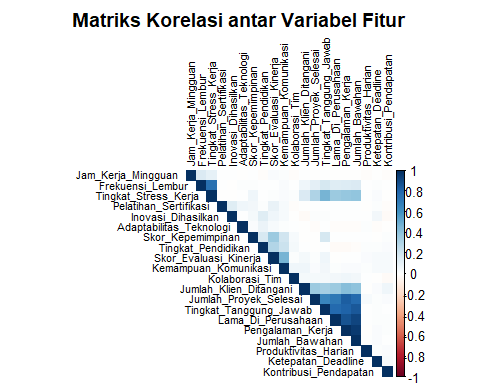 Matriks Korelasi antar Variabel Fitur
Jam_Kerja_Mingguan
Frekuensi_Lembur
Tingkat_Stress_Kerja
Pelatihan_Sertifikasi
Inovasi_Dihasilkan
Adaptabilitas_Teknologi
Skor_Kepemimpinan
Tingkat_Pendidikan
Skor_Evaluasi_Kinerja
Kemampuan_Komunikasi
Kolaborasi_Tim
Jumlah_Klien_Ditangani
Jumlah_Proyek_Selesai
Tingkat_Tanggung_Jawab
Lama_Di_Perusahaan
Pengalaman_Kerja
Jumlah_Bawahan
Produktivitas_Harian
Ketepatan_Deadline
Kontribusi_Pendapatan
Jam_Kerja_Mingguan
Frekuensi_Lembur
Tingkat_Stress_Kerja
Pelatihan_Sertifikasi
Inovasi_Dihasilkan
Adaptabilitas_Teknologi
Skor_Kepemimpinan
Tingkat_Pendidikan
Skor_Evaluasi_Kinerja
Kemampuan_Komunikasi
Kolaborasi_Tim
Jumlah_Klien_Ditangani
Jumlah_Proyek_Selesai
Tingkat_Tanggung_Jawab
Lama_Di_Perusahaan
Pengalaman_Kerja
Jumlah_Bawahan
Produktivitas_Harian
Ketepatan_Deadline
Kontribusi_Pendapatan
1
0.8
0.6
0.4
0.2
0
-0.2
-0.4
-0.6
-0.8
-1